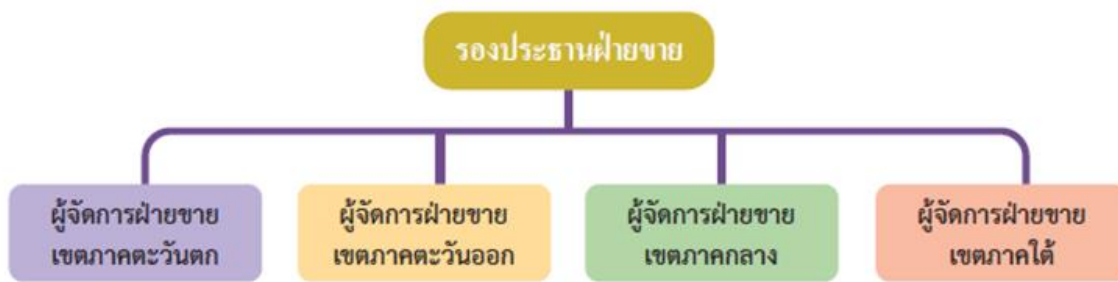 รองประธานฝ่ายขาย
ผู้จัดการฝ่ายขาย
เขตภาคตะวันตก
ผู้จัดการฝ่ายขาย
เขตภาคตะวันออก
ผู้จัดการฝ่ายขาย
เขตภาคกลาง
ผู้จัดการฝ่ายขาย
เขตภาคใต้